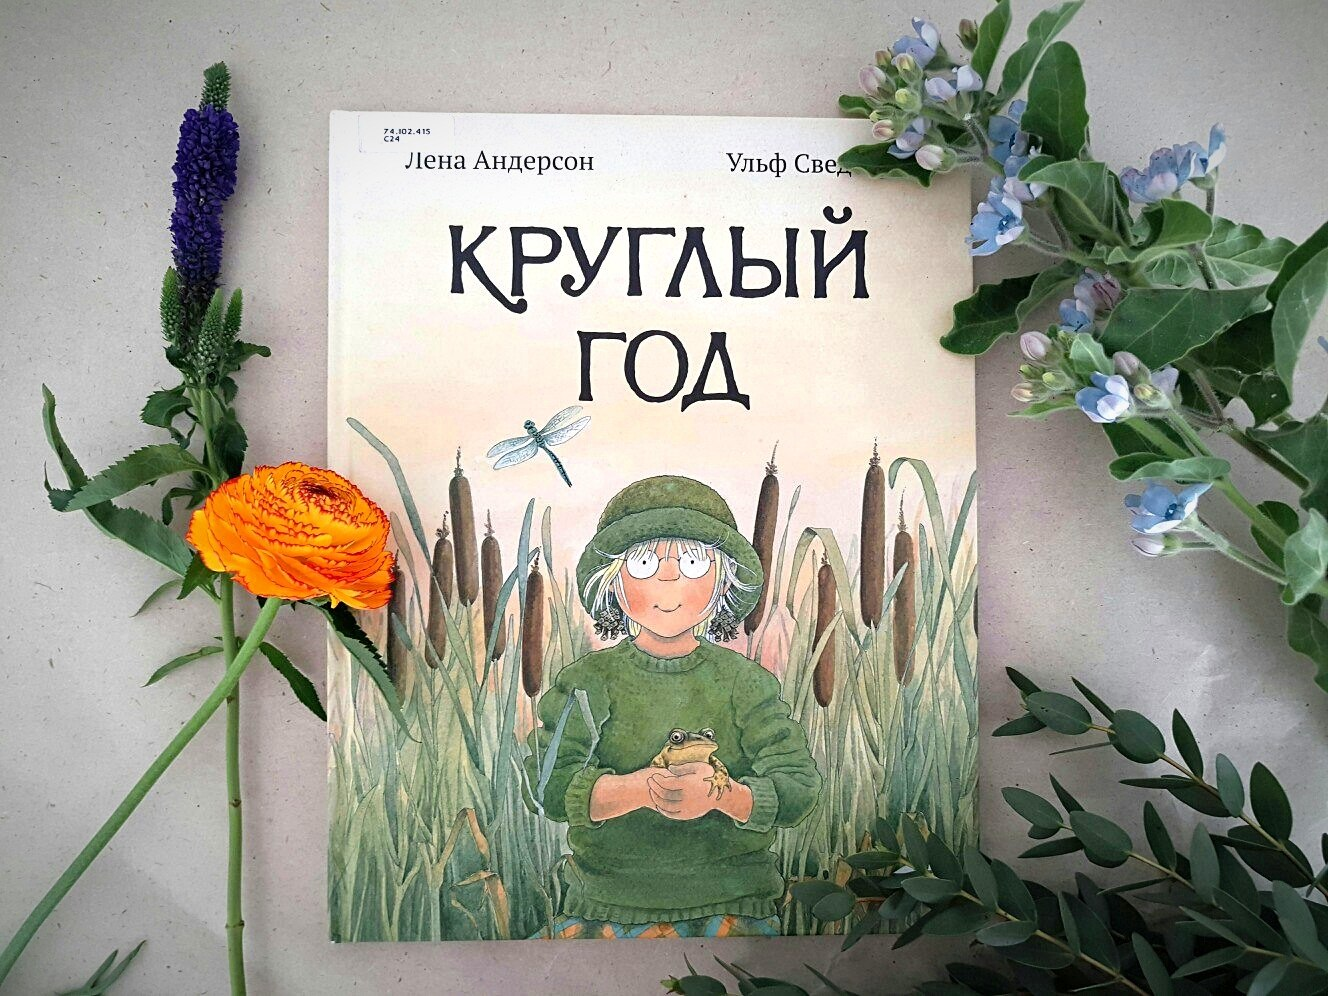 74.102.415
С24
Лена Андерсон
Ульф Свед
КРУГЛЫЙ
ГОД